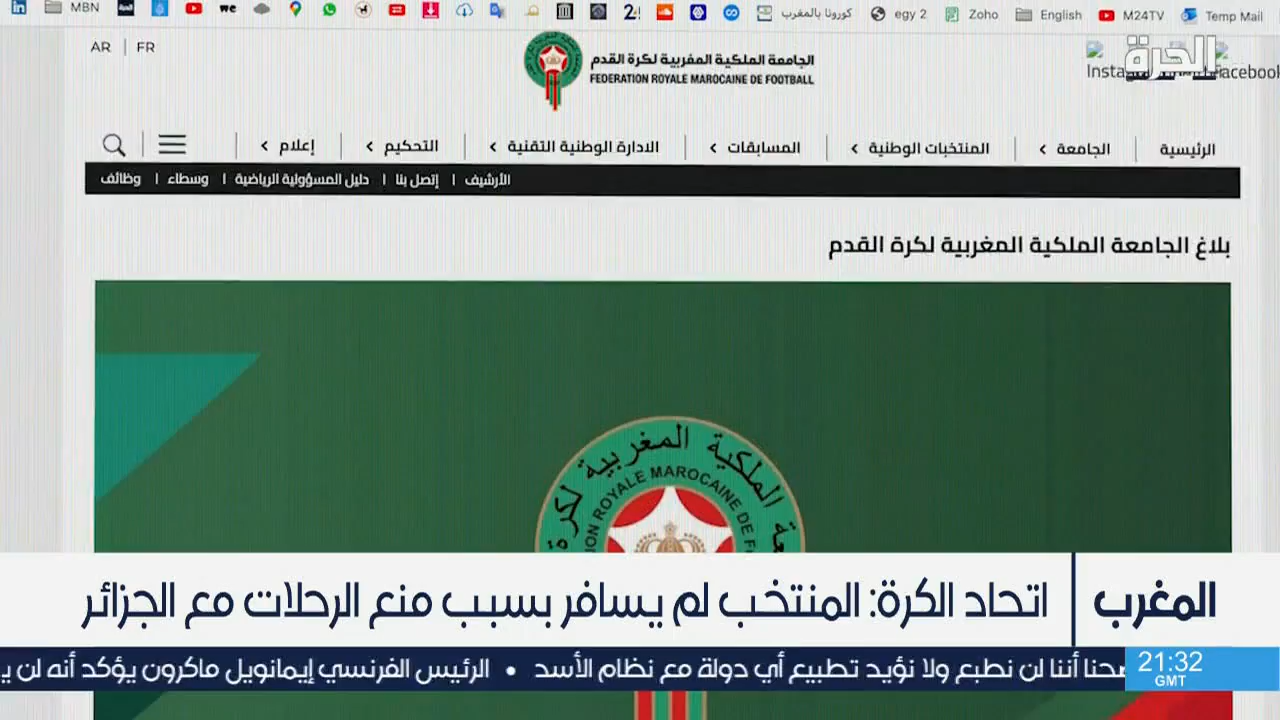 MBN
we
24
كورونا بالمغرب
egy 2
Zoho
English
M24TV
Temp Mail
AR | FR
الجامعة الملكية المغربية لكرة القدم
FEDERATION ROYALE MAROCAINE DE FOOTBALL
الحرة
الرئيسية
الجامعة
المنتخبات الوطنية
المسابقات
الادارة الوطنية التقنية
التحكيم
إعلام
الأرشيف | إتصل بنا | دليل المسؤولية الرياضية | وسطاء | وظائف
بلاغ الجامعة الملكية المغربية لكرة القدم
الملكية المغربية لكرة
ROYALE MAROCAINE DE
المغرب
اتحاد الكرة: المنتخب لم يسافر بسبب منع الرحلات مع الجزائر
أننا لن نطبع ولا نؤيد تطبيع أي دولة مع نظام الأسد • الرئيس الفرنسي إيمانويل ماكرون يؤكد أنه لن
21:32
GMT